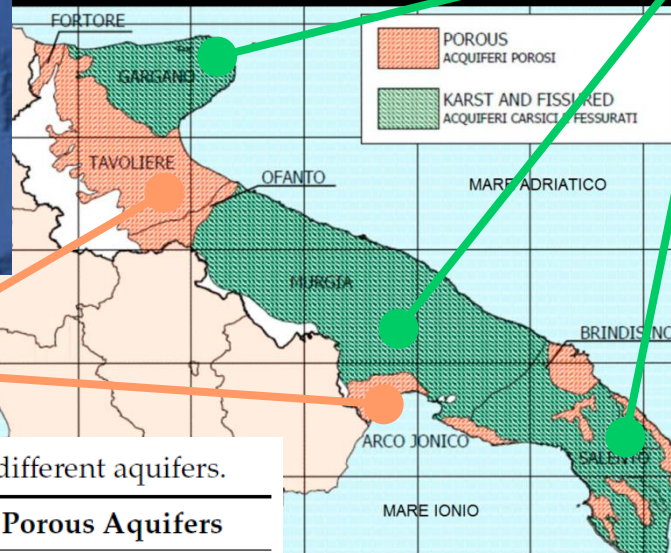 FORTORE
GARGANO
POROUS
ACQUIFERI POROSI
KARST AND FISSURED
ACQUIFERI CARSICI E FESSURATI
TAVOLIERE
OFANTO
MARE ADRIATICO
MURGIA
BRINDISINO
ARCO JONICO
SALENTO
MARE IONIO
different aquifers.
Porous Aquifers